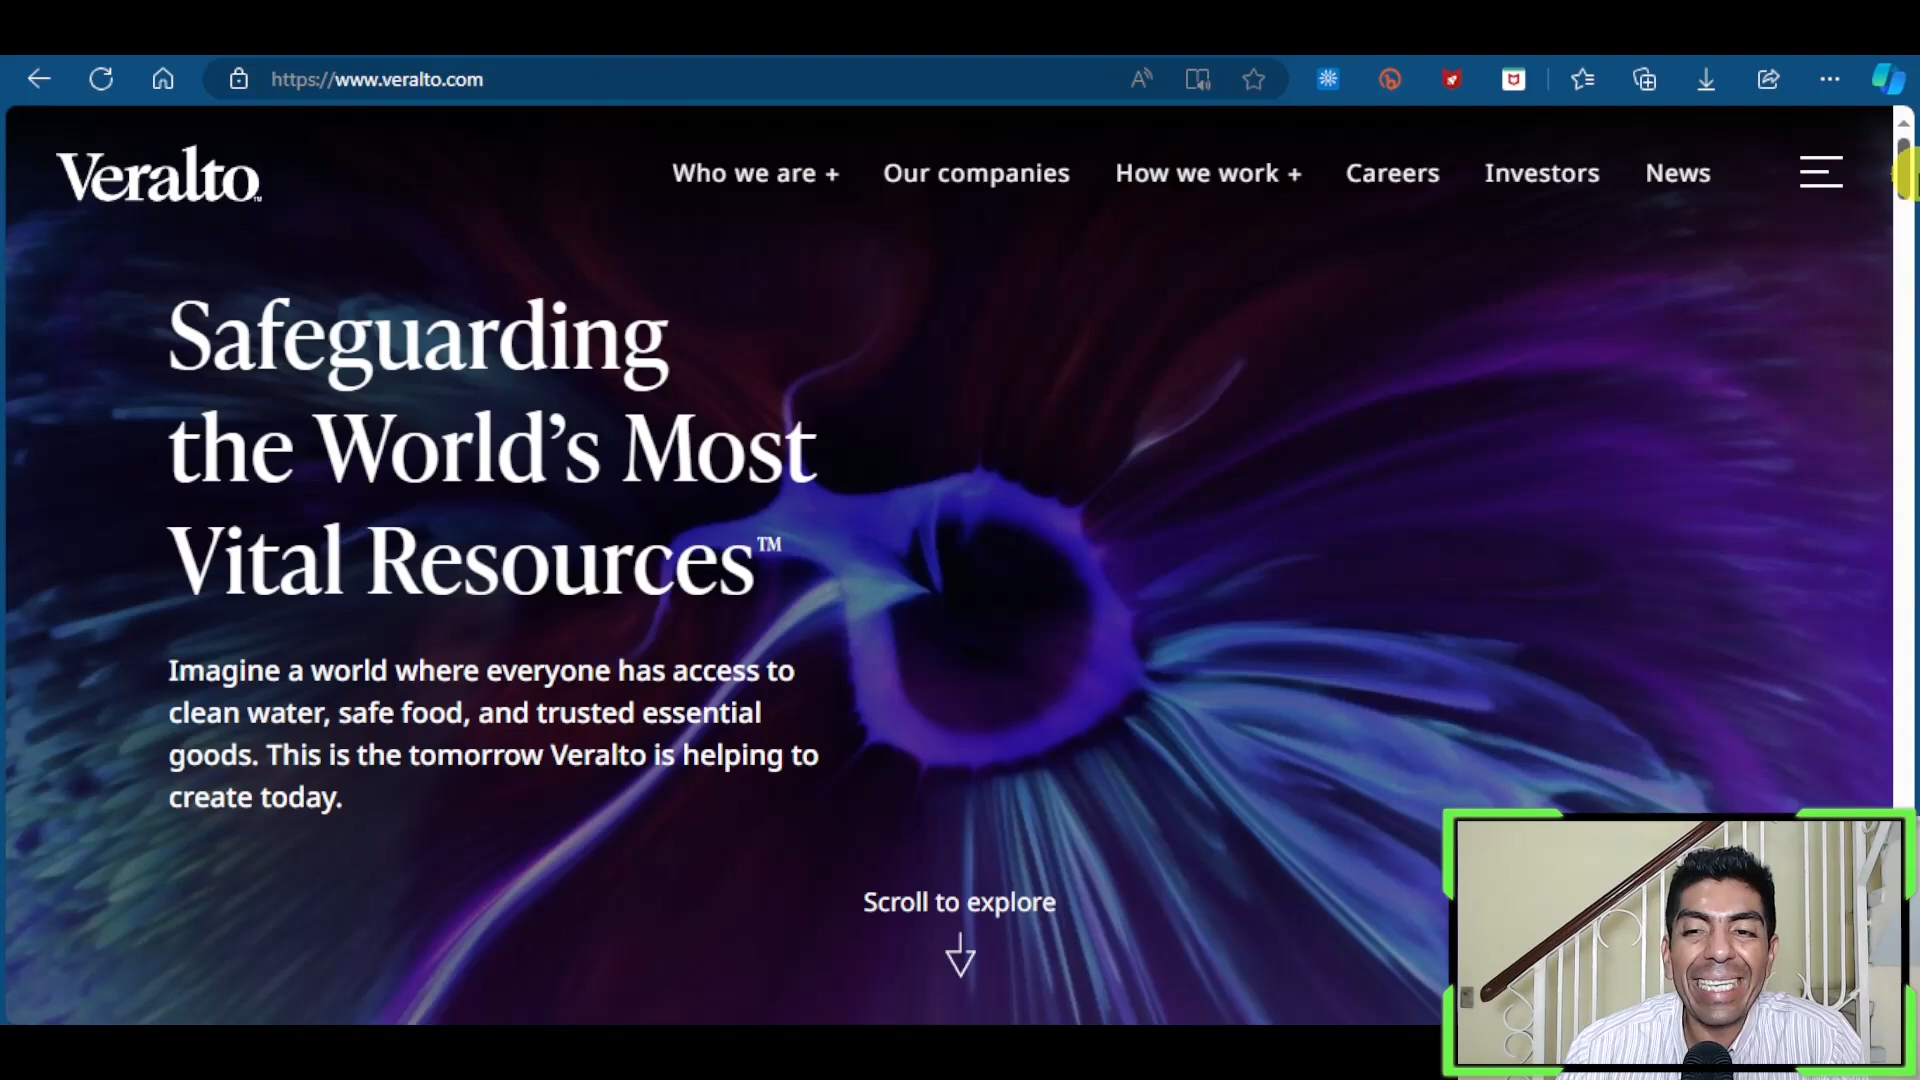 https://www.veralto.com
Veralto™
Who we are + Our companies How we work + Careers Investors News
Safeguarding
the World’s Most
Vital Resources™
Imagine a world where everyone has access to
clean water, safe food, and trusted essential
goods. This is the tomorrow Veralto is helping to
create today.
Scroll to explore